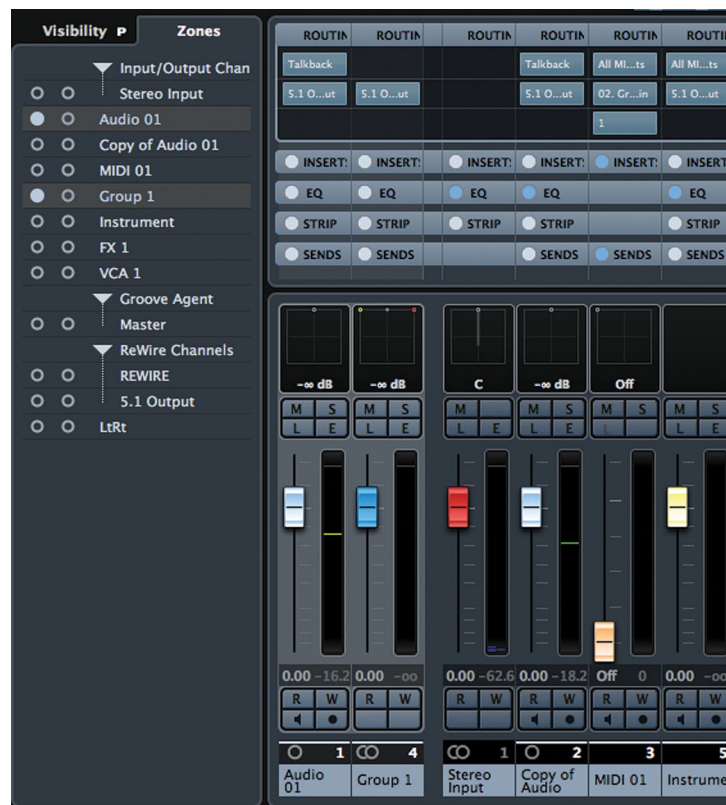 Visibility P Zones
Input/Output Chan
Stereo Input
Audio 01
Copy of Audio 01
MIDI 01
Group 1
Instrument
FX 1
VCA 1
Groove Agent
Master
ReWire Channels
REWIRE
5.1 Output
LtRt
ROUTIN ROUTIN ROUTIN ROUTIN ROUTIN ROUTI
Talkback Talkback All MI...ts All MI...ts
5.1 O...ut 5.1 O...ut 5.1 O...ut 02. Gr...in 5.1 O...ut
1
INSERT: INSERT: INSERT: INSERT: INSERT: INSERT
EQ EQ EQ EQ EQ
STRIP STRIP STRIP STRIP STRIP
SENDS SENDS SENDS SENDS SENDS
-∞ dB -∞ dB C -∞ dB Off
M S M S M M S M S M S
L E L E L E L E L L E
0.00 -16.2 0.00 -oo 0.00 -62.6 0.00 -18.2 Off 0 0.00 -oo
R W R W R W R W R W R W
1 4 1 2 3 5
Audio 01 Group 1 Stereo Input Copy of Audio MIDI 01 Instrume